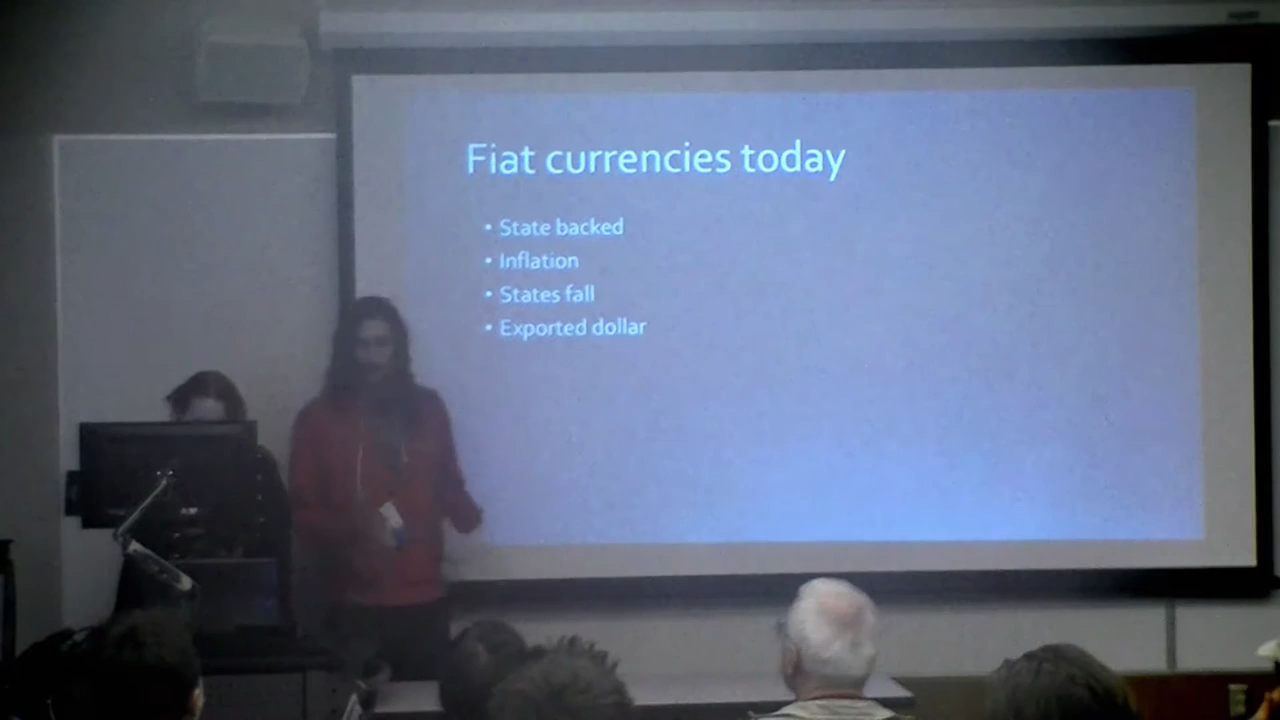 Fiat currencies today
• State backed
• Inflation
• States fall
• Exported dollar